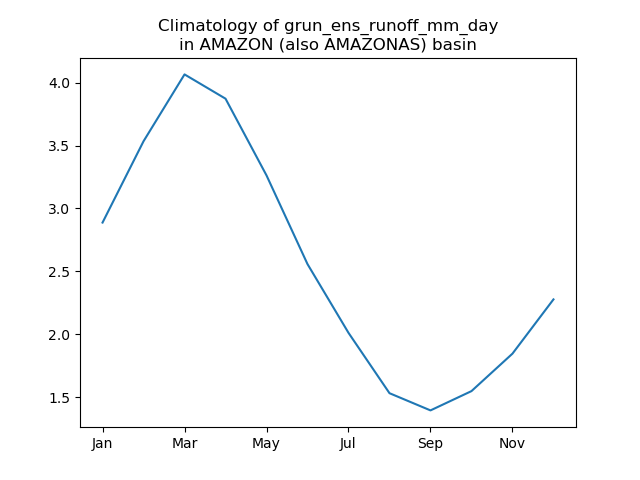 Climatology of grun_ens_runoff_mm_day
in AMAZON (also AMAZONAS) basin
4.0
3.5
3.0
2.5
2.0
1.5
Jan Mar May Jul Sep Nov